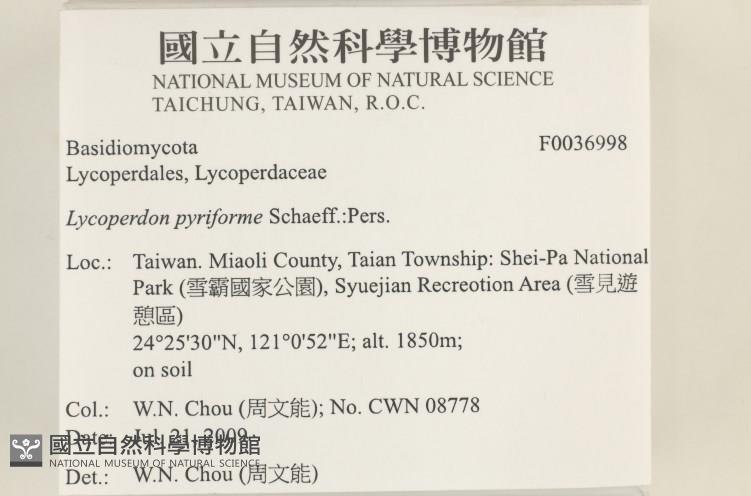 國立自然科學博物館
NATIONAL MUSEUM OF NATURAL SCIENCE
TAICHUNG, TAIWAN, R.O.C.
Basidiomycota F0036998
Lycoperdales, Lycoperdaceae
Lycoperdon pyriforme Schaeff.:Pers.
Loc.: Taiwan. Miaoli County, Taian Township: Shei-Pa National
Park (雪霸國家公園), Syuejian Recreotion Area (雪見遊
憩區)
24°25'30"N, 121°0'52"E; alt. 1850m;
on soil
Col.: W.N. Chou (周文能); No. CWN 08778
Date: Jul. 21, 2009
國立自然科學博物館
NATIONAL MUSEUM OF NATURAL SCIENCE
Det.: W.N. Chou (周文能)